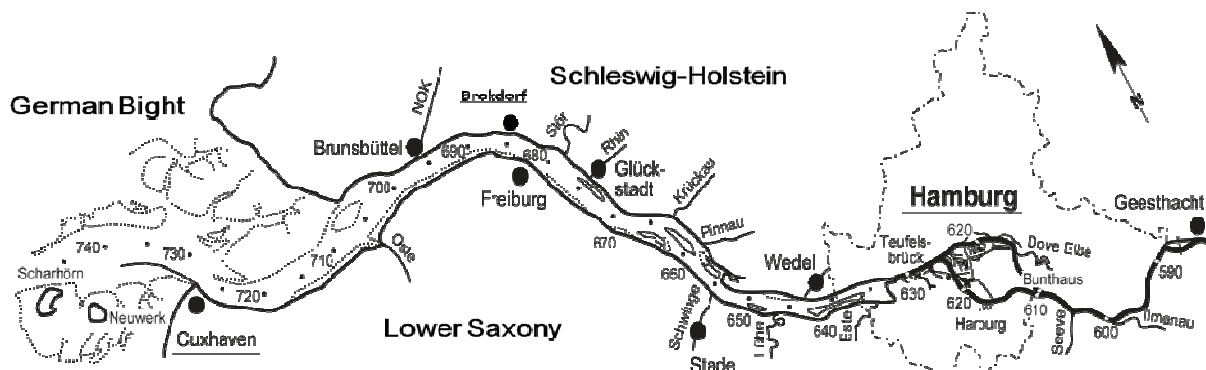 German Bight
Schleswig-Holstein
Lower Saxony
NOK
Brokdorf
Brunsbüttel
Stör
Rhin
Glück-
stadt
Krückau
Pinnau
Freiburg
Oste
Cuxhaven
Scharhörn
Neuwerk
740
730
720
710
700
690
680
670
660
650
640
630
620
620
610
600
590
Schwinge
Stade
Lühe
Este
Wedel
Teufels-
brück
Hamburg
Dove Elbe
Bunthaus
Harburg
Seeve
Ilmenau
Geesthacht
N